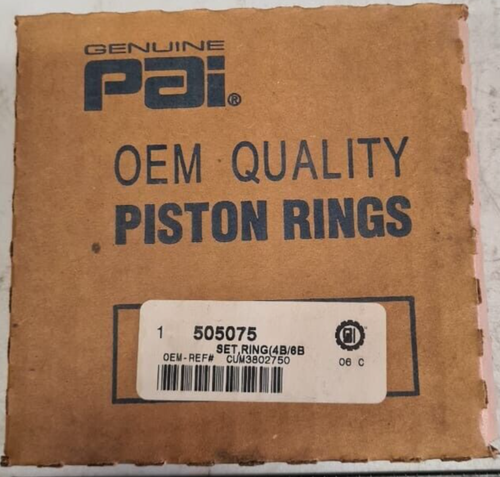 GENUINE
Pai®
OEM QUALITY
PISTON RINGS
1 505075
SET,RING(4B/6B
OEM-REF# CUM3802750
06 C